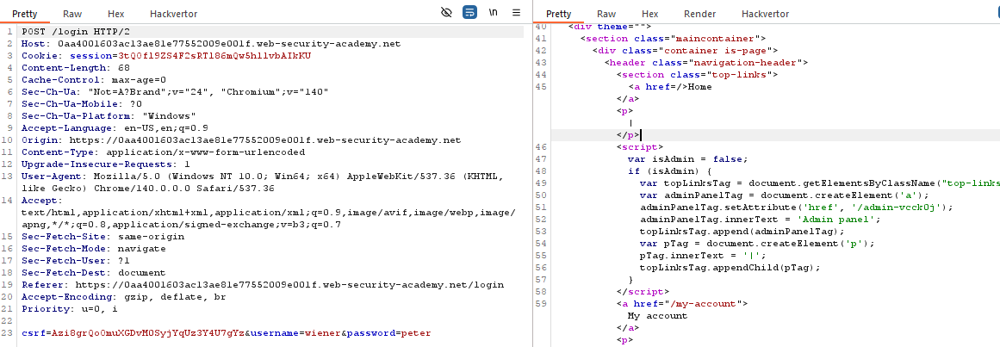 Pretty Raw Hex Hackvertor \n
1 POST /login HTTP/2
2 Host: 0aa4001603ac13ae81e77552009e001f.web-security-academy.net
3 Cookie: session=3tQOf19ZS4F2sRTl86mQw5hl1vbAIkKU
4 Content-Length: 68
5 Cache-Control: max-age=0
6 Sec-Ch-Ua: "Not=A?Brand";v="24", "Chromium";v="140"
7 Sec-Ch-Ua-Mobile: ?0
8 Sec-Ch-Ua-Platform: "Windows"
9 Accept-Language: en-US,en;q=0.9
10 Origin: https://0aa4001603ac13ae81e77552009e001f.web-security-academy.net
11 Content-Type: application/x-www-form-urlencoded
12 Upgrade-Insecure-Requests: 1
13 User-Agent: Mozilla/5.0 (Windows NT 10.0; Win64; x64) AppleWebKit/537.36 (KHTML,
like Gecko) Chrome/140.0.0.0 Safari/537.36
14 Accept:
text/html,application/xhtml+xml,application/xml;q=0.9,image/avif,image/webp,image/
apng,*/*;q=0.8,application/signed-exchange;v=b3;q=0.7
15 Sec-Fetch-Site: same-origin
16 Sec-Fetch-Mode: navigate
17 Sec-Fetch-User: ?1
18 Sec-Fetch-Dest: document
19 Referer: https://0aa4001603ac13ae81e77552009e001f.web-security-academy.net/login
20 Accept-Encoding: gzip, deflate, br
21 Priority: u=0, i
22
23 csrf=Azi8grQoOmuXGDvM0SyjYqUz3Y4U7gYz&username=wiener&password=peter
Pretty Raw Hex Render Hackvertor
40 <div theme="">
41 <section class="maincontainer">
42 <div class="container is-page">
43 <header class="navigation-header">
44 <section class="top-links">
45 <a href=/>Home
</a>
<p>
|
</p>
46 <script>
47 var isAdmin = false;
48 if (isAdmin) {
49 var topLinksTag = document.getElementsByClassName("top-links
50 var adminPanelTag = document.createElement('a');
51 adminPanelTag.setAttribute('href', '/admin-vcck0j');
52 adminPanelTag.innerText = 'Admin panel';
53 topLinksTag.append(adminPanelTag);
54 var pTag = document.createElement('p');
55 pTag.innerText = '|';
56 topLinksTag.appendChild(pTag);
57 }
58 </script>
59 <a href="/my-account">
My account
</a>
<p>